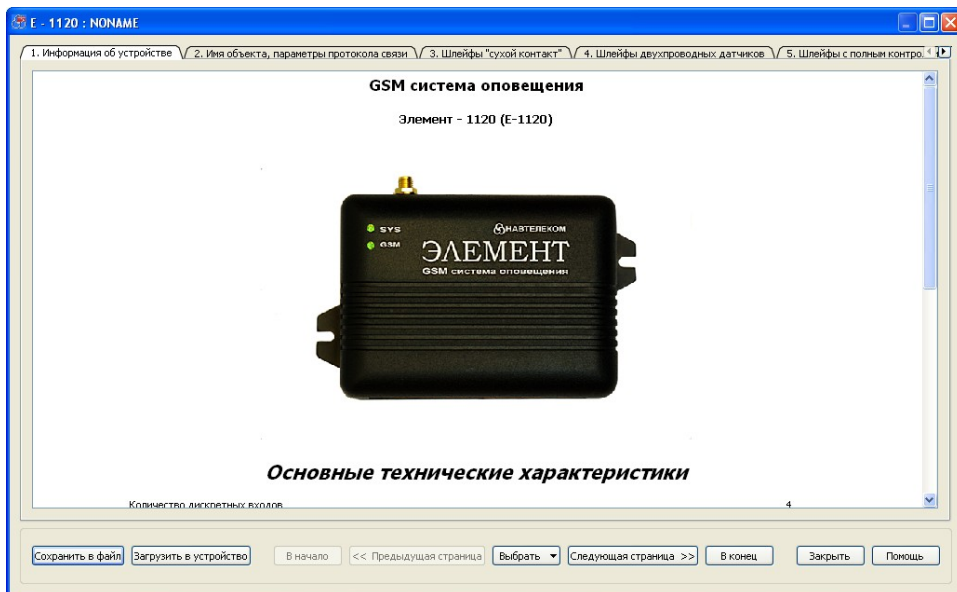 E - 1120 : NONAME
1. Информация об устройстве
2. Имя объекта, параметры протокола связи
3. Шлейфы "сухой контакт"
4. Шлейфы двухпроводных датчиков
5. Шлейфы с полным контро.
GSM система оповещения
Элемент - 1120 (E-1120)
SYS
НАВТЕЛЕКОМ
GSM
ЭЛЕМЕНТ
GSM система оповещения
Основные технические характеристики
Количество дискретных входов 4
Сохранить в файл
Загрузить в устройство
В начало
<< Предыдущая страница
Выбрать
Следующая страница >>
В конец
Закрыть
Помощь